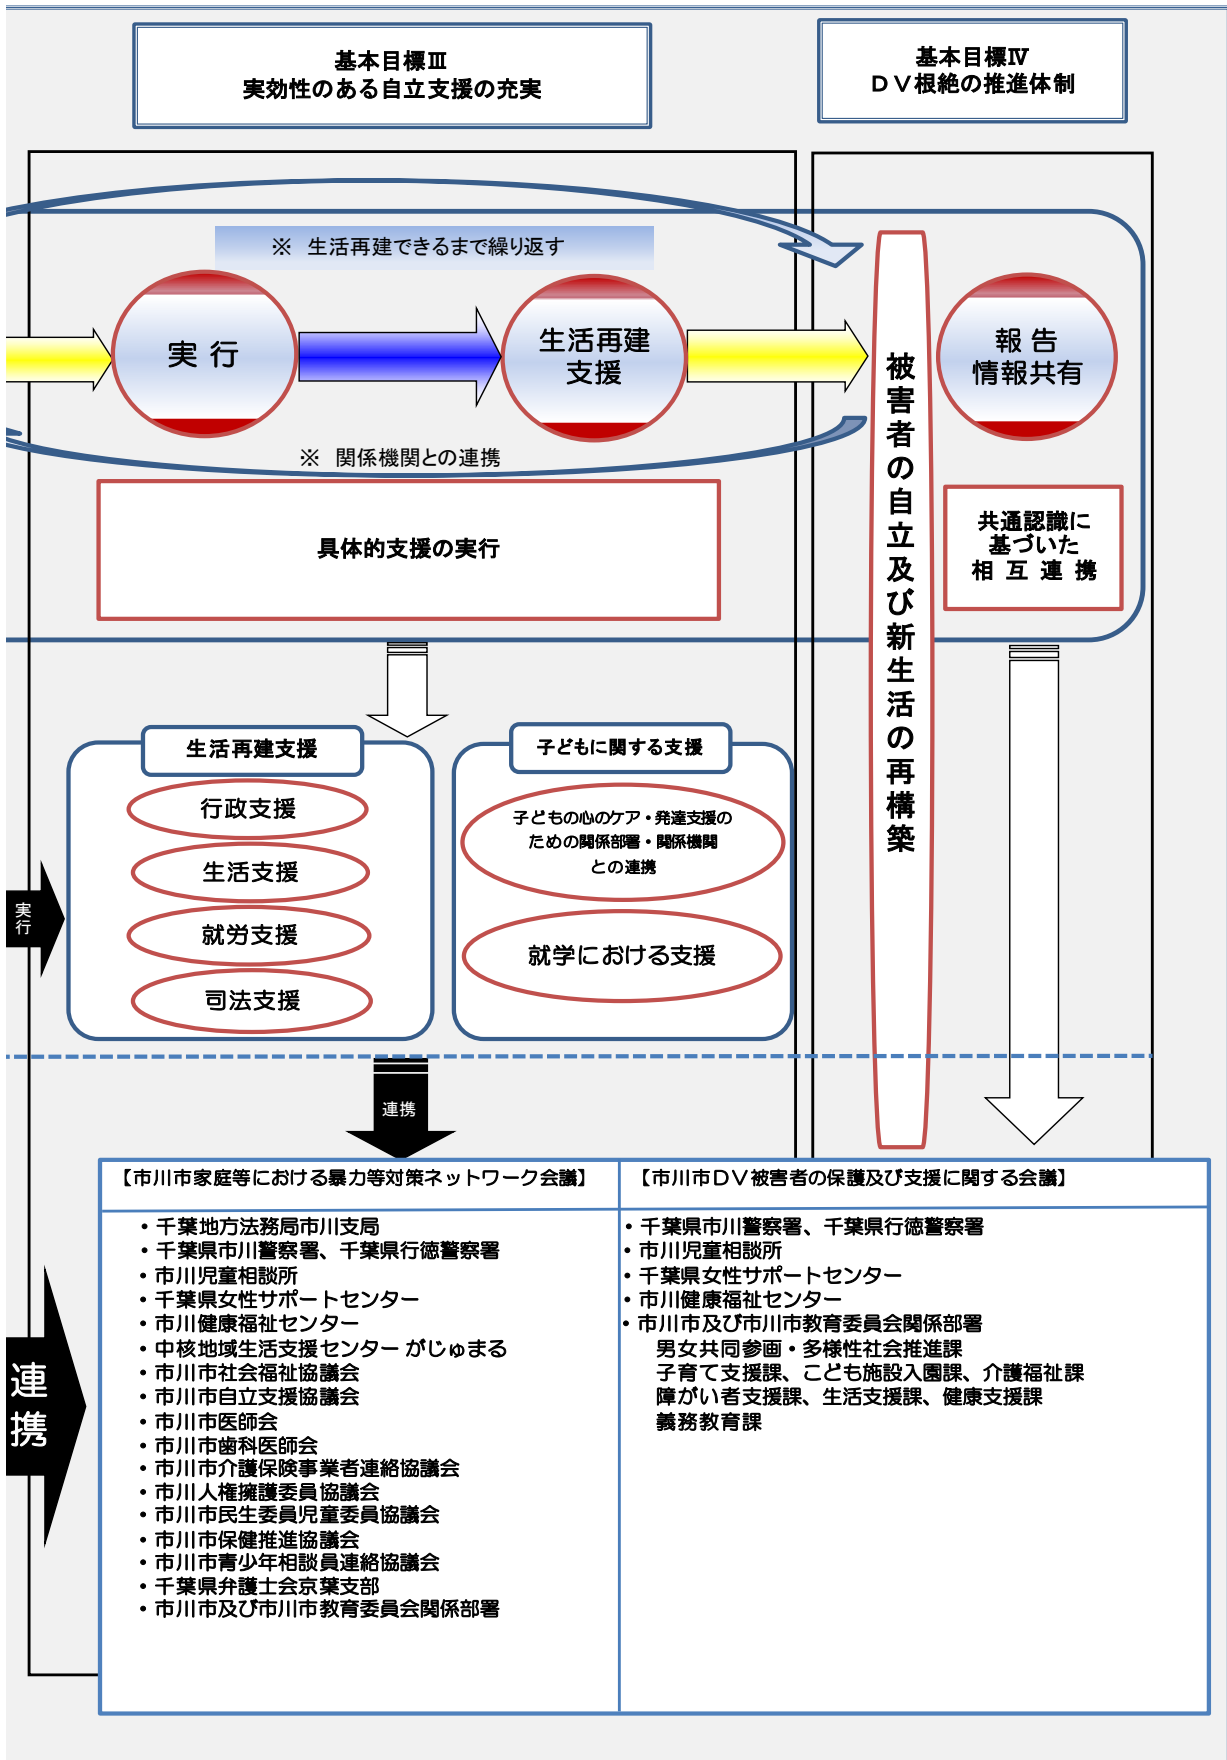 基本目標Ⅲ
実効性のある自立支援の充実
基本目標Ⅳ
ＤＶ根絶の推進体制
※　生活再建できるまで繰り返す
実 行
生活再建
支援
報 告
情報共有
※　関係機関との連携
具体的支援の実行
被害者の自立及び新生活の再構築
共通認識に
基づいた
相 互 連 携
生活再建支援
行政支援
生活支援
就労支援
司法支援
子どもに関する支援
子どもの心のケア・発達支援の
ための関係部署・関係機関
との連携
就学における支援
実行
連携
連携
【市川市家庭等における暴力等対策ネットワーク会議】
・千葉地方法務局市川支局
・千葉県市川警察署、千葉県行徳警察署
・市川児童相談所
・千葉県女性サポートセンター
・市川健康福祉センター
・中核地域生活支援センター がじゅまる
・市川市社会福祉協議会
・市川市自立支援協議会
・市川市医師会
・市川市歯科医師会
・市川市介護保険事業者連絡協議会
・市川人権擁護委員協議会
・市川市民生委員児童委員協議会
・市川市保健推進協議会
・市川市青少年相談員連絡協議会
・千葉県弁護士会京葉支部
・市川市及び市川市教育委員会関係部署
【市川市ＤＶ被害者の保護及び支援に関する会議】
・千葉県市川警察署、千葉県行徳警察署
・市川児童相談所
・千葉県女性サポートセンター
・市川健康福祉センター
・市川市及び市川市教育委員会関係部署
男女共同参画・多様性社会推進課
子育て支援課、こども施設入園課、介護福祉課
障がい者支援課、生活支援課、健康支援課
義務教育課